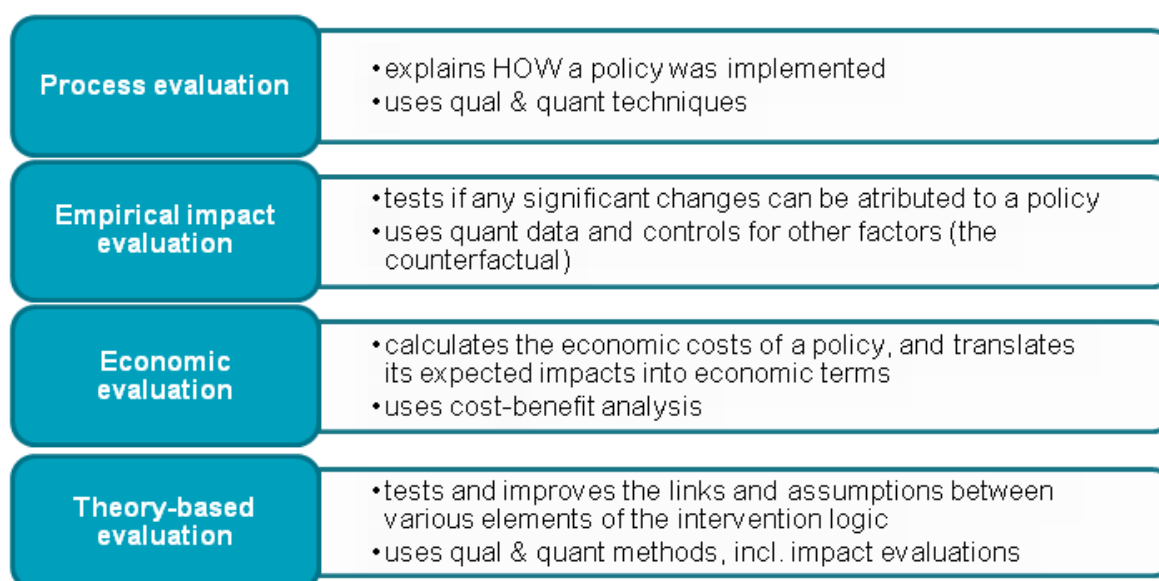 Process evaluation
•explains HOW a policy was implemented
•uses qual & quant techniques
Empirical impact
evaluation
•tests if any significant changes can be atributed to a policy
•uses quant data and controls for other factors (the
counterfactual)
Economic
evaluation
•calculates the economic costs of a policy, and translates
its expected impacts into economic terms
•uses cost-benefit analysis
Theory-based
evaluation
•tests and improves the links and assumptions between
various elements of the intervention logic
•uses qual & quant methods, incl. impact evaluations